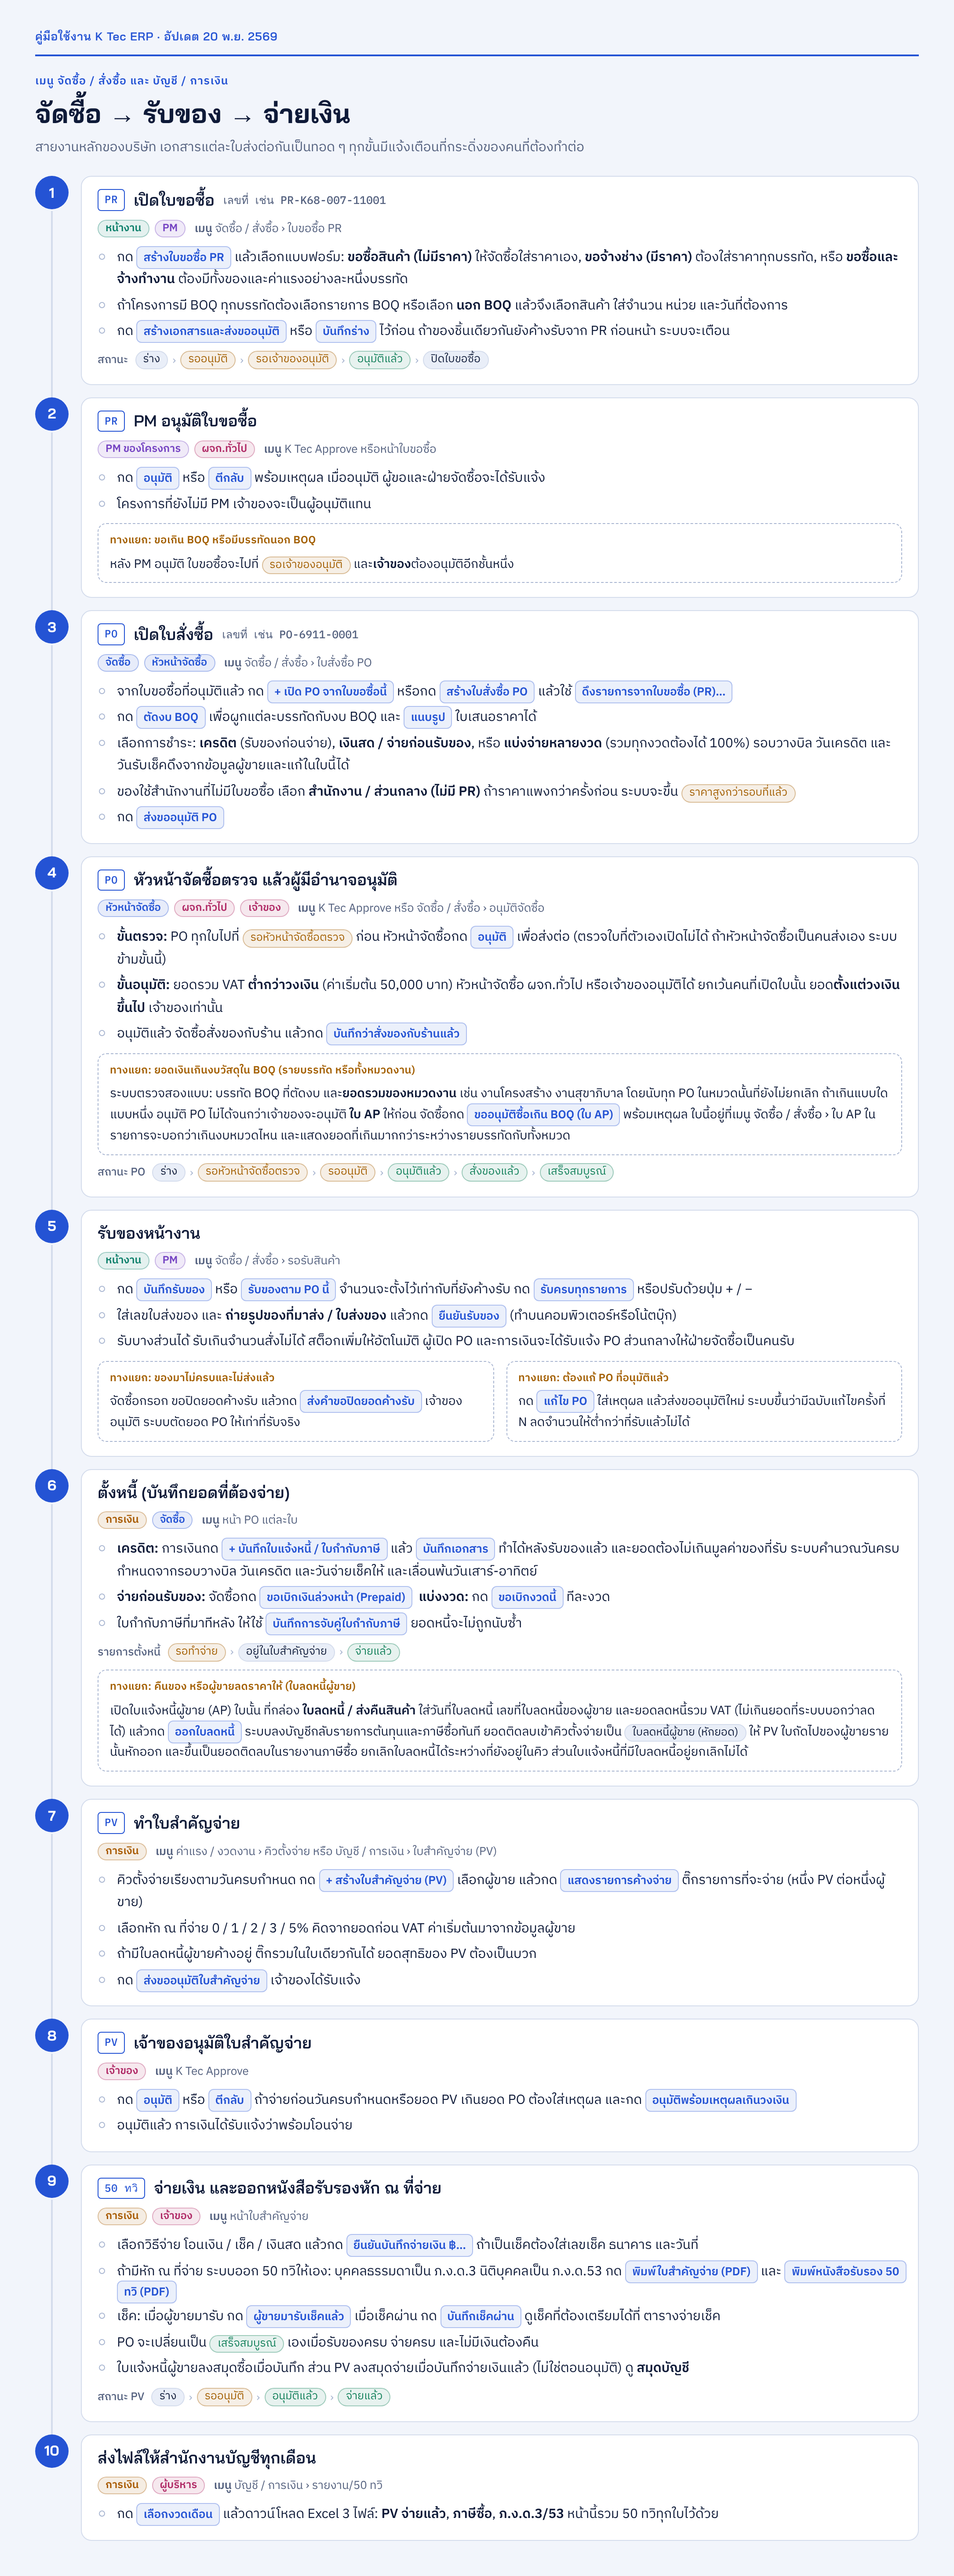 คู่มือใช้งาน K Tec ERP · อัปเดต 20 พ.ย. 2569
เมนู จัดซื้อ / สั่งซื้อ และ บัญชี / การเงิน
จัดซื้อ → รับของ → จ่ายเงิน
สายงานหลักของบริษัท เอกสารแต่ละใบส่งต่อกันเป็นทอด ๆ ทุกขั้นมีแจ้งเตือนที่กระดิ่งของคนที่ต้องทำต่อ
1
PR เปิดใบขอซื้อ เลขที่ เช่น PR-K68-007-11001
หน้างาน PM เมนู จัดซื้อ / สั่งซื้อ › ใบขอซื้อ PR
กด สร้างใบขอซื้อ PR แล้วเลือกแบบฟอร์ม: ขอซื้อสินค้า (ไม่มีราคา) ให้จัดซื้อใส่ราคาเอง, ขอจ้างช่าง (มีราคา) ต้องใส่ราคาทุกบรรทัด, หรือ ขอซื้อและ
จ้างทำงาน ต้องมีทั้งของและค่าแรงอย่างละหนึ่งบรรทัด
ถ้าโครงการมี BOQ ทุกบรรทัดต้องเลือกรายการ BOQ หรือเลือก นอก BOQ แล้วจึงเลือกสินค้า ใส่จำนวน หน่วย และวันที่ต้องการ
กด สร้างเอกสารและส่งขออนุมัติ หรือ บันทึกร่าง ไว้ก่อน ถ้าของชิ้นเดียวกันยังค้างรับจาก PR ก่อนหน้า ระบบจะเตือน
สถานะ ร่าง › รออนุมัติ › รอเจ้าของอนุมัติ › อนุมัติแล้ว › ปิดใบขอซื้อ
2
PR PM อนุมัติใบขอซื้อ
PM ของโครงการ ผจก.ทั่วไป เมนู K Tec Approve หรือหน้าใบขอซื้อ
กด อนุมัติ หรือ ตีกลับ พร้อมเหตุผล เมื่ออนุมัติ ผู้ขอและฝ่ายจัดซื้อจะได้รับแจ้ง
โครงการที่ยังไม่มี PM เจ้าของจะเป็นผู้อนุมัติแทน
ทางแยก: ขอเกิน BOQ หรือมีบรรทัดนอก BOQ
หลัง PM อนุมัติ ใบขอซื้อจะไปที่ รอเจ้าของอนุมัติ และเจ้าของต้องอนุมัติอีกชั้นหนึ่ง
3
PO เปิดใบสั่งซื้อ เลขที่ เช่น PO-6911-0001
จัดซื้อ หัวหน้าจัดซื้อ เมนู จัดซื้อ / สั่งซื้อ › ใบสั่งซื้อ PO
จากใบขอซื้อที่อนุมัติแล้ว กด + เปิด PO จากใบขอซื้อนี้ หรือกด สร้างใบสั่งซื้อ PO แล้วใช้ ดึงรายการจากใบขอซื้อ (PR)…
กด ตัดงบ BOQ เพื่อผูกแต่ละบรรทัดกับงบ BOQ และ แนบรูป ใบเสนอราคาได้
เลือกการชำระ: เครดิต (รับของก่อนจ่าย), เงินสด / จ่ายก่อนรับของ, หรือ แบ่งจ่ายหลายงวด (รวมทุกงวดต้องได้ 100%) รอบวางบิล วันเครดิต และ
วันรับเช็คดึงจากข้อมูลผู้ขายและแก้ในใบนี้ได้
ของใช้สำนักงานที่ไม่มีใบขอซื้อ เลือก สำนักงาน / ส่วนกลาง (ไม่มี PR) ถ้าราคาแพงกว่าครั้งก่อน ระบบจะขึ้น ราคาสูงกว่ารอบที่แล้ว
กด ส่งขออนุมัติ PO
4
PO หัวหน้าจัดซื้อตรวจ แล้วผู้มีอำนาจอนุมัติ
หัวหน้าจัดซื้อ ผจก.ทั่วไป เจ้าของ เมนู K Tec Approve หรือ จัดซื้อ / สั่งซื้อ › อนุมัติจัดซื้อ
ขั้นตรวจ: PO ทุกใบไปที่ รอหัวหน้าจัดซื้อตรวจ ก่อน หัวหน้าจัดซื้อกด อนุมัติ เพื่อส่งต่อ (ตรวจใบที่ตัวเองเปิดไม่ได้ ถ้าหัวหน้าจัดซื้อเป็นคนส่งเอง ระบบ
ข้ามขั้นนี้)
ขั้นอนุมัติ: ยอดรวม VAT ต่ำกว่าวงเงิน (ค่าเริ่มต้น 50,000 บาท) หัวหน้าจัดซื้อ ผจก.ทั่วไป หรือเจ้าของอนุมัติได้ ยกเว้นคนที่เปิดใบนั้น ยอดตั้งแต่วงเงิน
ขึ้นไป เจ้าของเท่านั้น
อนุมัติแล้ว จัดซื้อสั่งของกับร้าน แล้วกด บันทึกว่าสั่งของกับร้านแล้ว
ทางแยก: ยอดเงินเกินงบวัสดุใน BOQ (รายบรรทัด หรือทั้งหมวดงาน)
ระบบตรวจสองแบบ: บรรทัด BOQ ที่ตัดงบ และยอดรวมของหมวดงาน เช่น งานโครงสร้าง งานสุขาภิบาล โดยนับทุก PO ในหมวดนั้นที่ยังไม่ยกเลิก ถ้าเกินแบบใด
แบบหนึ่ง อนุมัติ PO ไม่ได้จนกว่าเจ้าของจะอนุมัติ ใบ AP ให้ก่อน จัดซื้อกด ขออนุมัติซื้อเกิน BOQ (ใบ AP) พร้อมเหตุผล ใบนี้อยู่ที่เมนู จัดซื้อ / สั่งซื้อ › ใบ AP ใน
รายการจะบอกว่าเกินงบหมวดไหน และแสดงยอดที่เกินมากกว่าระหว่างรายบรรทัดกับทั้งหมวด
สถานะ PO ร่าง › รอหัวหน้าจัดซื้อตรวจ › รออนุมัติ › อนุมัติแล้ว › สั่งของแล้ว › เสร็จสมบูรณ์
5
รับของหน้างาน
หน้างาน PM เมนู จัดซื้อ / สั่งซื้อ › รอรับสินค้า
กด บันทึกรับของ หรือ รับของตาม PO นี้ จำนวนจะตั้งไว้เท่ากับที่ยังค้างรับ กด รับครบทุกรายการ หรือปรับด้วยปุ่ม + / −
ใส่เลขใบส่งของ และ ถ่ายรูปของที่มาส่ง / ใบส่งของ แล้วกด ยืนยันรับของ (ทำบนคอมพิวเตอร์หรือโน้ตบุ๊ก)
รับบางส่วนได้ รับเกินจำนวนสั่งไม่ได้ สต็อกเพิ่มให้อัตโนมัติ ผู้เปิด PO และการเงินจะได้รับแจ้ง PO ส่วนกลางให้ฝ่ายจัดซื้อเป็นคนรับ
ทางแยก: ของมาไม่ครบและไม่ส่งแล้ว
จัดซื้อกรอก ขอปิดยอดค้างรับ แล้วกด ส่งคำขอปิดยอดค้างรับ เจ้าของ
อนุมัติ ระบบตัดยอด PO ให้เท่าที่รับจริง
ทางแยก: ต้องแก้ PO ที่อนุมัติแล้ว
กด แก้ไข PO ใส่เหตุผล แล้วส่งขออนุมัติใหม่ ระบบขึ้นว่ามีฉบับแก้ไขครั้งที่
N ลดจำนวนให้ต่ำกว่าที่รับแล้วไม่ได้
6
ตั้งหนี้ (บันทึกยอดที่ต้องจ่าย)
การเงิน จัดซื้อ เมนู หน้า PO แต่ละใบ
เครดิต: การเงินกด + บันทึกใบแจ้งหนี้ / ใบกำกับภาษี แล้ว บันทึกเอกสาร ทำได้หลังรับของแล้ว และยอดต้องไม่เกินมูลค่าของที่รับ ระบบคำนวณวันครบ
กำหนดจากรอบวางบิล วันเครดิต และวันจ่ายเช็คให้ และเลื่อนพ้นวันเสาร์-อาทิตย์
จ่ายก่อนรับของ: จัดซื้อกด ขอเบิกเงินล่วงหน้า (Prepaid) แบ่งงวด: กด ขอเบิกงวดนี้ ทีละงวด
ใบกำกับภาษีที่มาทีหลัง ให้ใช้ บันทึกการจับคู่ใบกำกับภาษี ยอดหนี้จะไม่ถูกนับซ้ำ
รายการตั้งหนี้ รอทำจ่าย › อยู่ในใบสำคัญจ่าย › จ่ายแล้ว
ทางแยก: คืนของ หรือผู้ขายลดราคาให้ (ใบลดหนี้ผู้ขาย)
เปิดใบแจ้งหนี้ผู้ขาย (AP) ใบนั้น ที่กล่อง ใบลดหนี้ / ส่งคืนสินค้า ใส่วันที่ใบลดหนี้ เลขที่ใบลดหนี้ของผู้ขาย และยอดลดหนี้รวม VAT (ไม่เกินยอดที่ระบบบอกว่าลด
ได้) แล้วกด ออกใบลดหนี้ ระบบลงบัญชีกลับรายการต้นทุนและภาษีซื้อทันที ยอดติดลบเข้าคิวตั้งจ่ายเป็น ใบลดหนี้ผู้ขาย (หักยอด) ให้ PV ใบถัดไปของผู้ขายราย
นั้นหักออก และขึ้นเป็นยอดติดลบในรายงานภาษีซื้อ ยกเลิกใบลดหนี้ได้ระหว่างที่ยังอยู่ในคิว ส่วนใบแจ้งหนี้ที่มีใบลดหนี้อยู่ยกเลิกไม่ได้
7
PV ทำใบสำคัญจ่าย
การเงิน เมนู ค่าแรง / งวดงาน › คิวตั้งจ่าย หรือ บัญชี / การเงิน › ใบสำคัญจ่าย (PV)
คิวตั้งจ่ายเรียงตามวันครบกำหนด กด + สร้างใบสำคัญจ่าย (PV) เลือกผู้ขาย แล้วกด แสดงรายการค้างจ่าย ติ๊กรายการที่จะจ่าย (หนึ่ง PV ต่อหนึ่งผู้
ขาย)
เลือกหัก ณ ที่จ่าย 0 / 1 / 2 / 3 / 5% คิดจากยอดก่อน VAT ค่าเริ่มต้นมาจากข้อมูลผู้ขาย
ถ้ามีใบลดหนี้ผู้ขายค้างอยู่ ติ๊กรวมในใบเดียวกันได้ ยอดสุทธิของ PV ต้องเป็นบวก
กด ส่งขออนุมัติใบสำคัญจ่าย เจ้าของได้รับแจ้ง
8
PV เจ้าของอนุมัติใบสำคัญจ่าย
เจ้าของ เมนู K Tec Approve
กด อนุมัติ หรือ ตีกลับ ถ้าจ่ายก่อนวันครบกำหนดหรือยอด PV เกินยอด PO ต้องใส่เหตุผล และกด อนุมัติพร้อมเหตุผลเกินวงเงิน
อนุมัติแล้ว การเงินได้รับแจ้งว่าพร้อมโอนจ่าย
9
50 ทวิ จ่ายเงิน และออกหนังสือรับรองหัก ณ ที่จ่าย
การเงิน เจ้าของ เมนู หน้าใบสำคัญจ่าย
เลือกวิธีจ่าย โอนเงิน / เช็ค / เงินสด แล้วกด ยืนยันบันทึกจ่ายเงิน ฿… ถ้าเป็นเช็คต้องใส่เลขเช็ค ธนาคาร และวันที่
ถ้ามีหัก ณ ที่จ่าย ระบบออก 50 ทวิให้เอง: บุคคลธรรมดาเป็น ภ.ง.ด.3 นิติบุคคลเป็น ภ.ง.ด.53 กด พิมพ์ใบสำคัญจ่าย (PDF) และ พิมพ์หนังสือรับรอง 50
ทวิ (PDF)
เช็ค: เมื่อผู้ขายมารับ กด ผู้ขายมารับเช็คแล้ว เมื่อเช็คผ่าน กด บันทึกเช็คผ่าน ดูเช็คที่ต้องเตรียมได้ที่ ตารางจ่ายเช็ค
PO จะเปลี่ยนเป็น เสร็จสมบูรณ์ เองเมื่อรับของครบ จ่ายครบ และไม่มีเงินต้องคืน
ใบแจ้งหนี้ผู้ขายลงสมุดซื้อเมื่อบันทึก ส่วน PV ลงสมุดจ่ายเมื่อบันทึกจ่ายเงินแล้ว (ไม่ใช่ตอนอนุมัติ) ดู สมุดบัญชี
สถานะ PV ร่าง › รออนุมัติ › อนุมัติแล้ว › จ่ายแล้ว
10
ส่งไฟล์ให้สำนักงานบัญชีทุกเดือน
การเงิน ผู้บริหาร เมนู บัญชี / การเงิน › รายงาน/50 ทวิ
กด เลือกงวดเดือน แล้วดาวน์โหลด Excel 3 ไฟล์: PV จ่ายแล้ว, ภาษีซื้อ, ภ.ง.ด.3/53 หน้านี้รวม 50 ทวิทุกใบไว้ด้วย